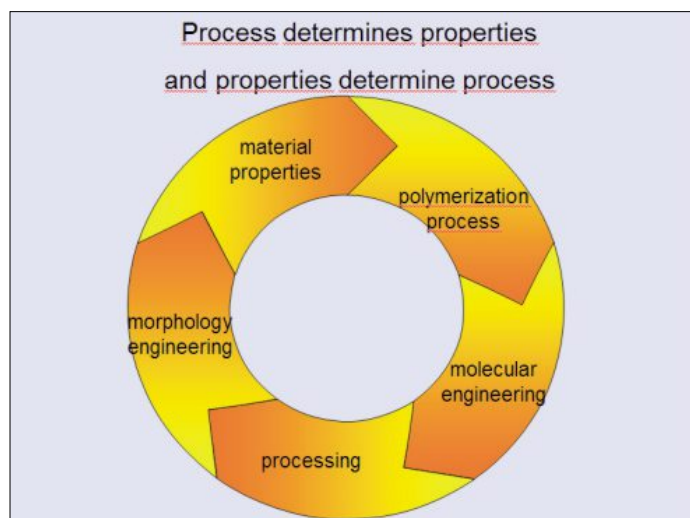 Process determines properties
and properties determine process
material
properties
polymerization
process
molecular
engineering
processing
morphology
engineering